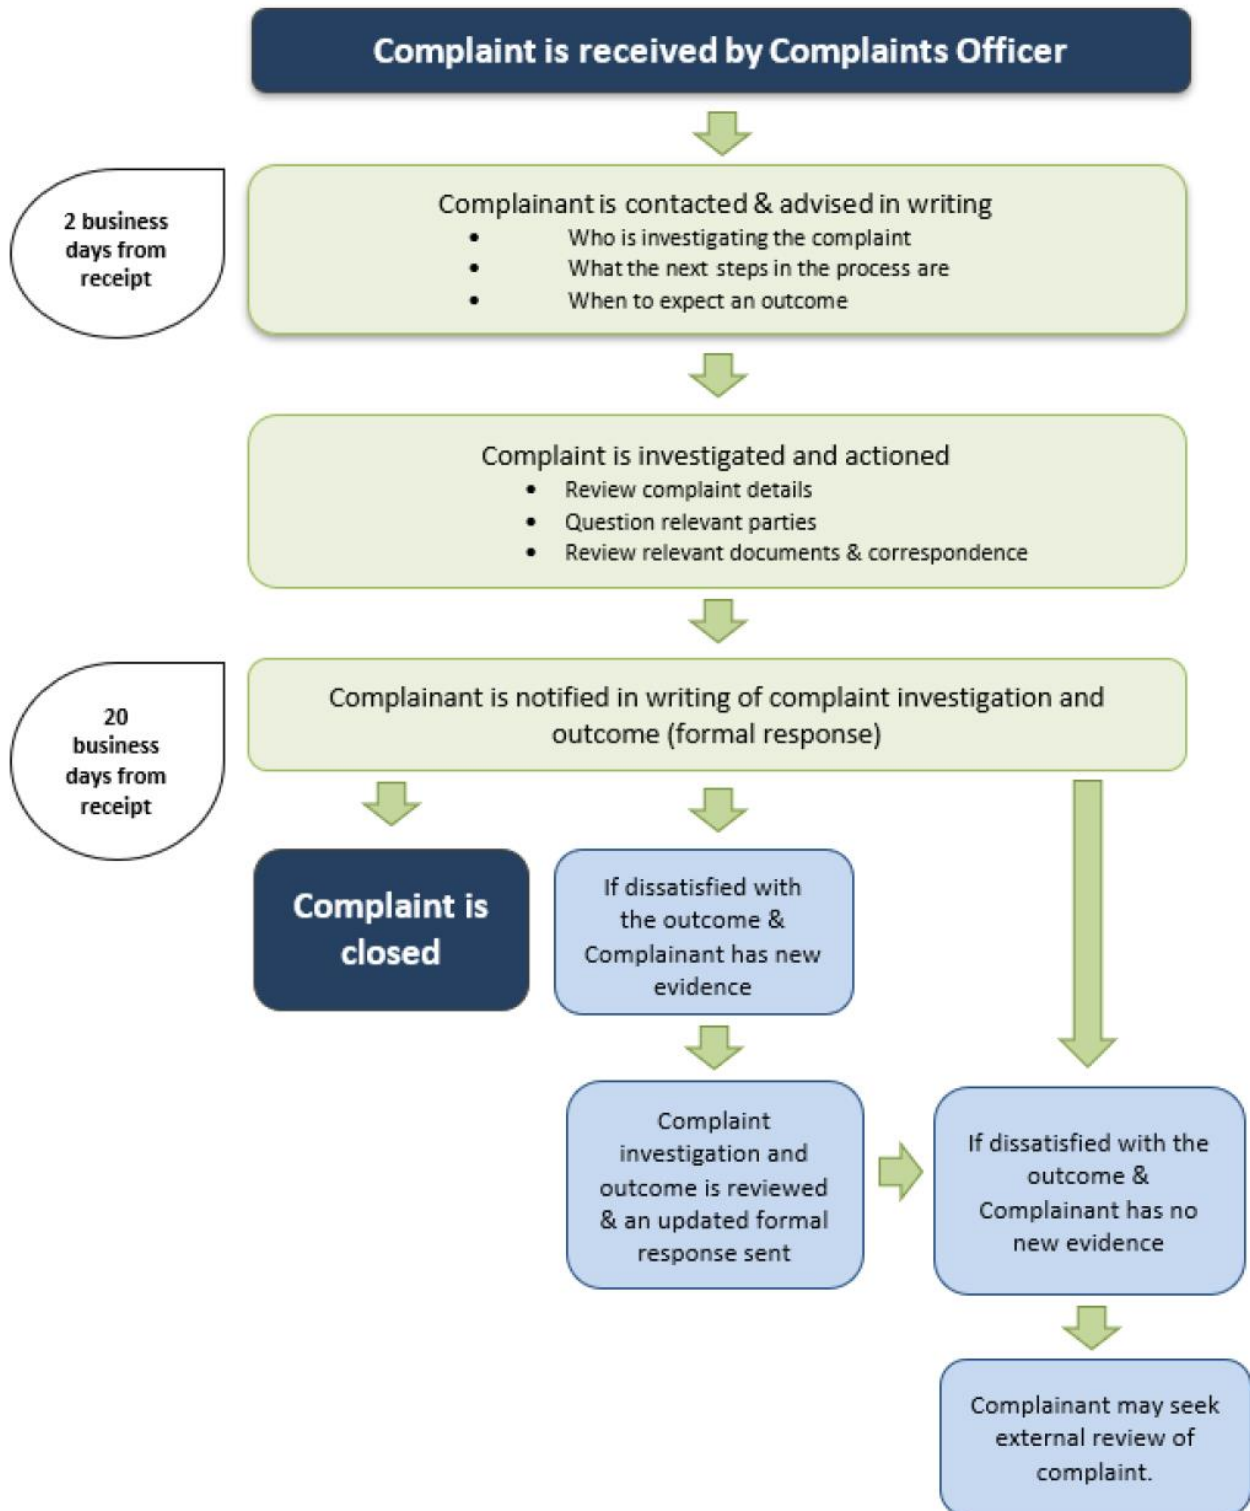 Complaint is received by Complaints Officer
2 business
days from
receipt
Complainant is contacted & advised in writing
• Who is investigating the complaint
• What the next steps in the process are
• When to expect an outcome
Complaint is investigated and actioned
• Review complaint details
• Question relevant parties
• Review relevant documents & correspondence
20
business
days from
receipt
Complainant is notified in writing of complaint investigation and
outcome (formal response)
Complaint is
closed
If dissatisfied with
the outcome &
Complainant has new
evidence
Complaint
investigation and
outcome is reviewed
& an updated formal
response sent
If dissatisfied with the
outcome &
Complainant has no
new evidence
Complainant may seek
external review of
complaint.